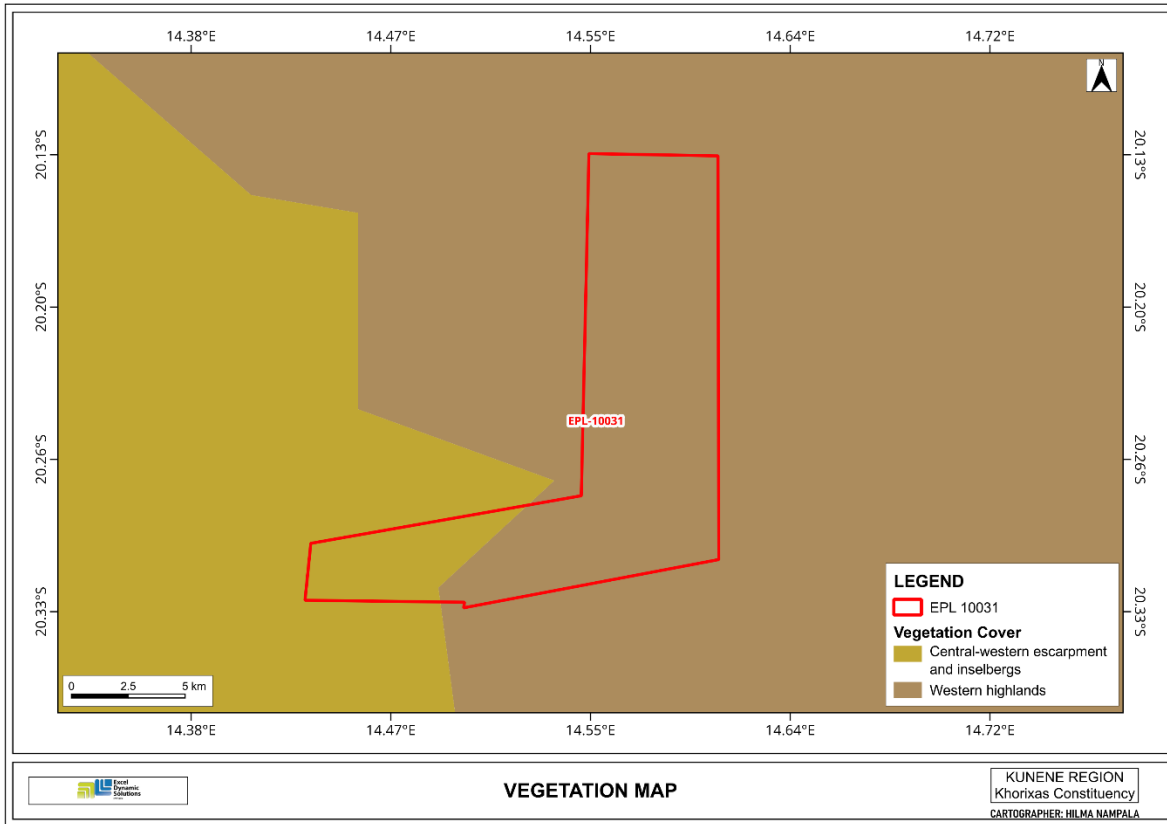 14.38°E 14.47°E 14.55°E 14.64°E 14.72°E
N
20.13°S 20.13°S
20.20°S 20.20°S
EPL-10031
20.26°S 20.26°S
20.33°S 20.33°S
LEGEND
EPL 10031
Vegetation Cover
Central-western escarpment
and inselbergs
Western highlands
0 2.5 5 km
14.38°E 14.47°E 14.55°E 14.64°E 14.72°E
Excel
Dynamic
Solutions
VEGETATION MAP
KUNENE REGION
Khorixas Constituency
CARTOGRAPHER: HILMA NAMPALA